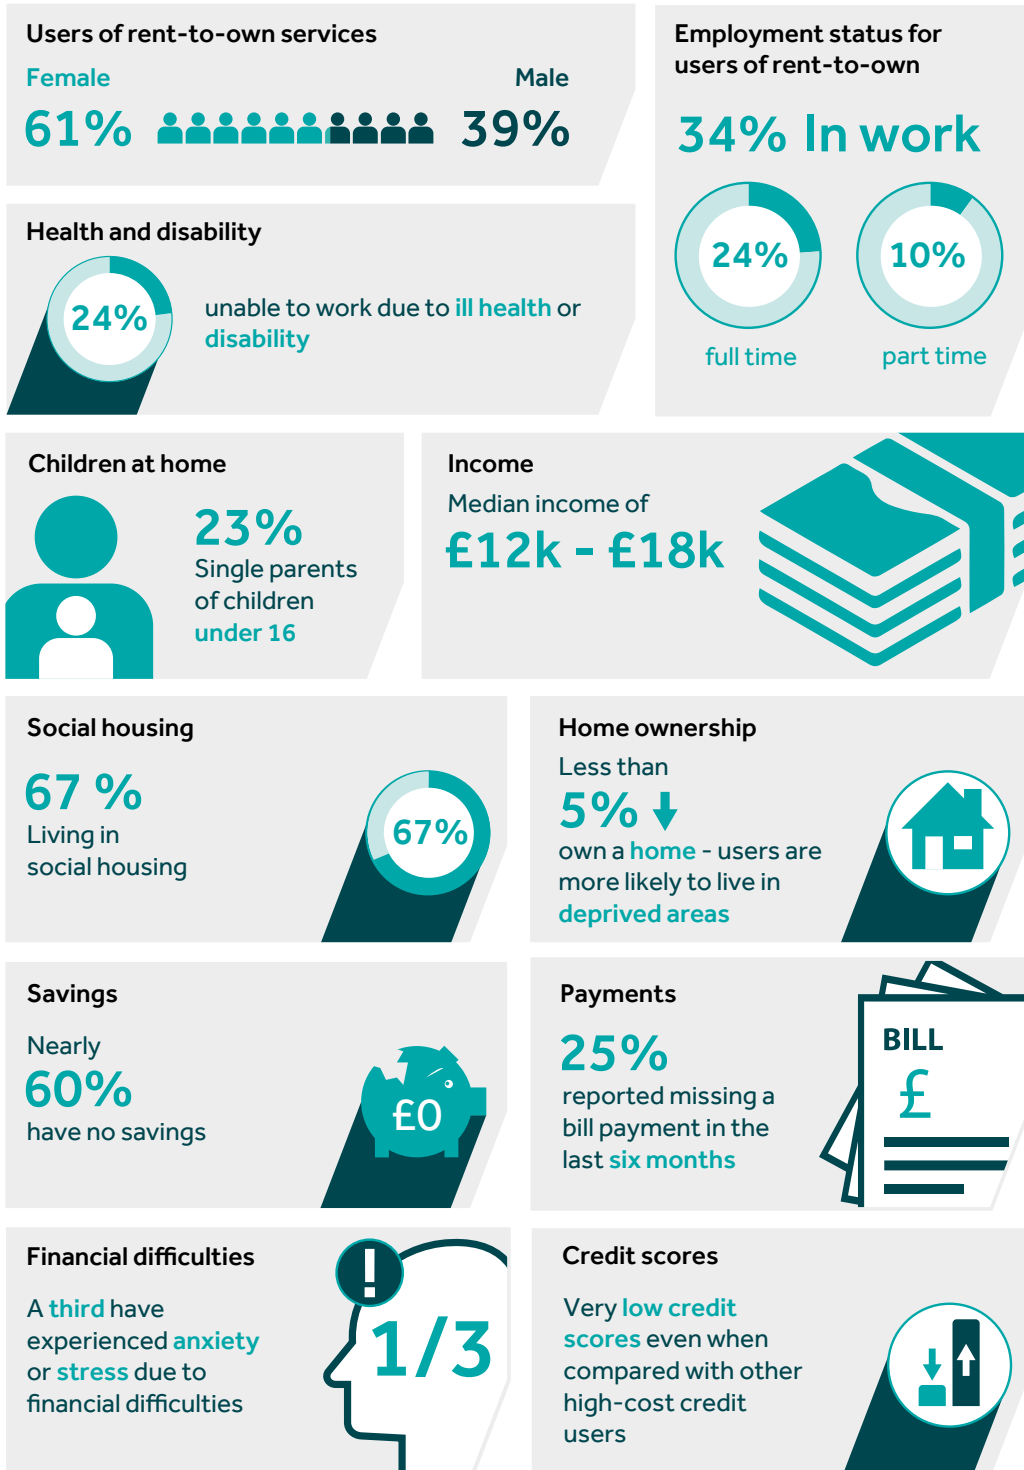 Users of rent-to-own services
Female
Male
61%
39%
Employment status for
users of rent-to-own
34% In work
24%
10%
full time
part time
Health and disability
24%
unable to work due to ill health or
disability
Children at home
23%
Single parents
of children
under 16
Income
Median income of
£12k - £18k
Social housing
67 %
Living in
social housing
67%
Home ownership
Less than
5%
own a home - users are
more likely to live in
deprived areas
Savings
Nearly
60%
have no savings
£0
Payments
25%
reported missing a
bill payment in the
last six months
BILL
£
Financial difficulties
A third have
experienced anxiety
or stress due to
financial difficulties
!
1/3
Credit scores
Very low credit
scores even when
compared with other
high-cost credit
users